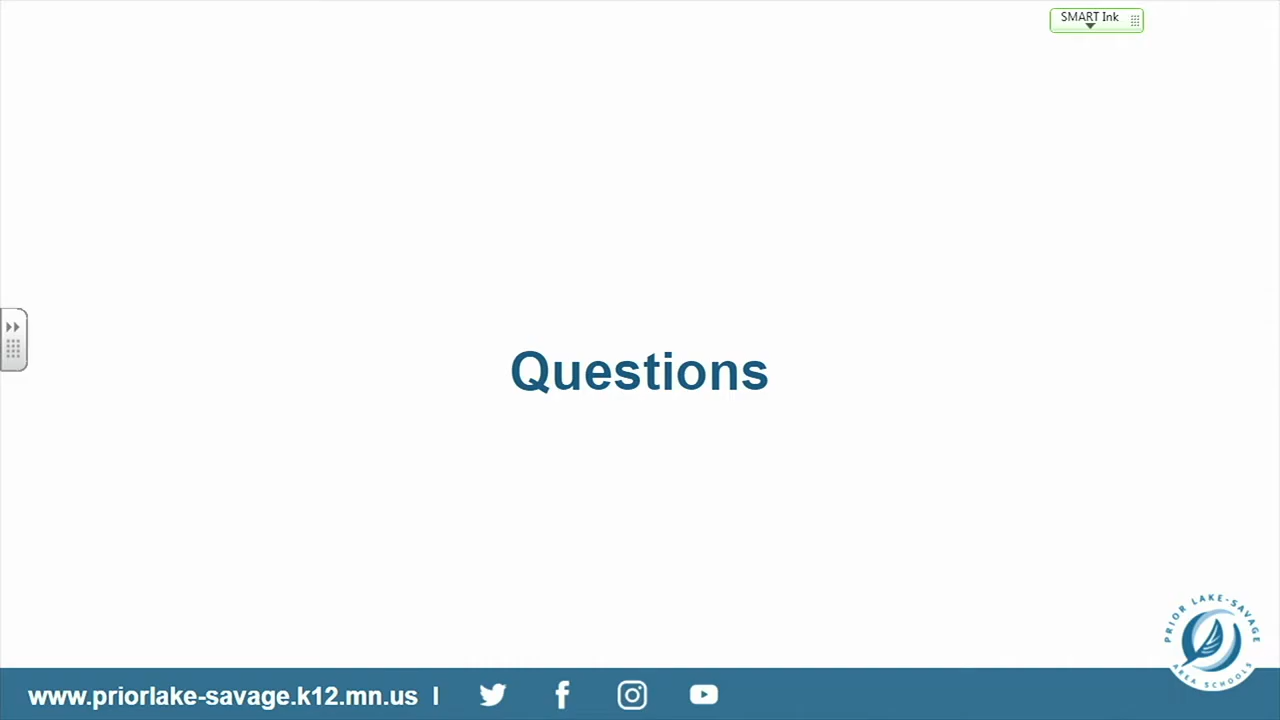 SMART Ink
Questions
PRIOR LAKE-SAVAGE
AREA SCHOOLS
www.priorlake-savage.k12.mn.us |